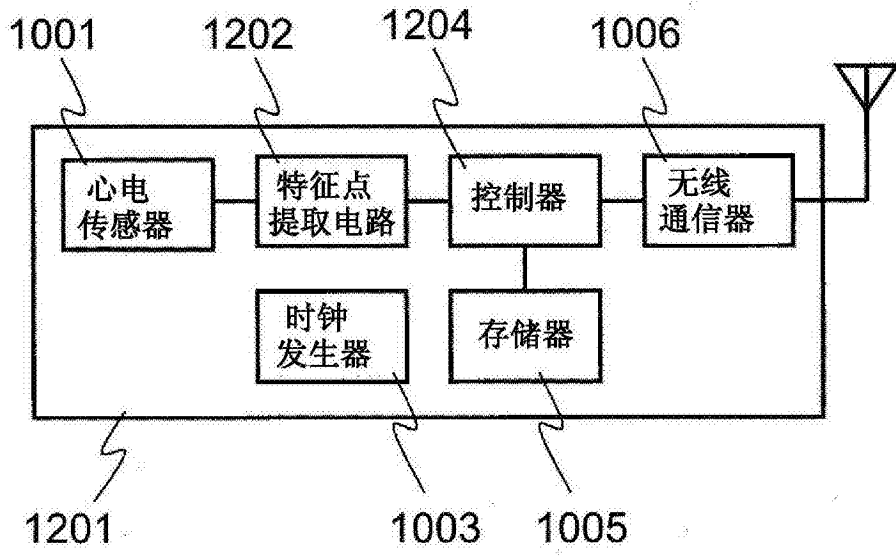 1001
1202
1204
1006
心电
传感器
特征点
提取电路
控制器
无线
通信器
时钟
发生器
存储器
1201
1003
1005